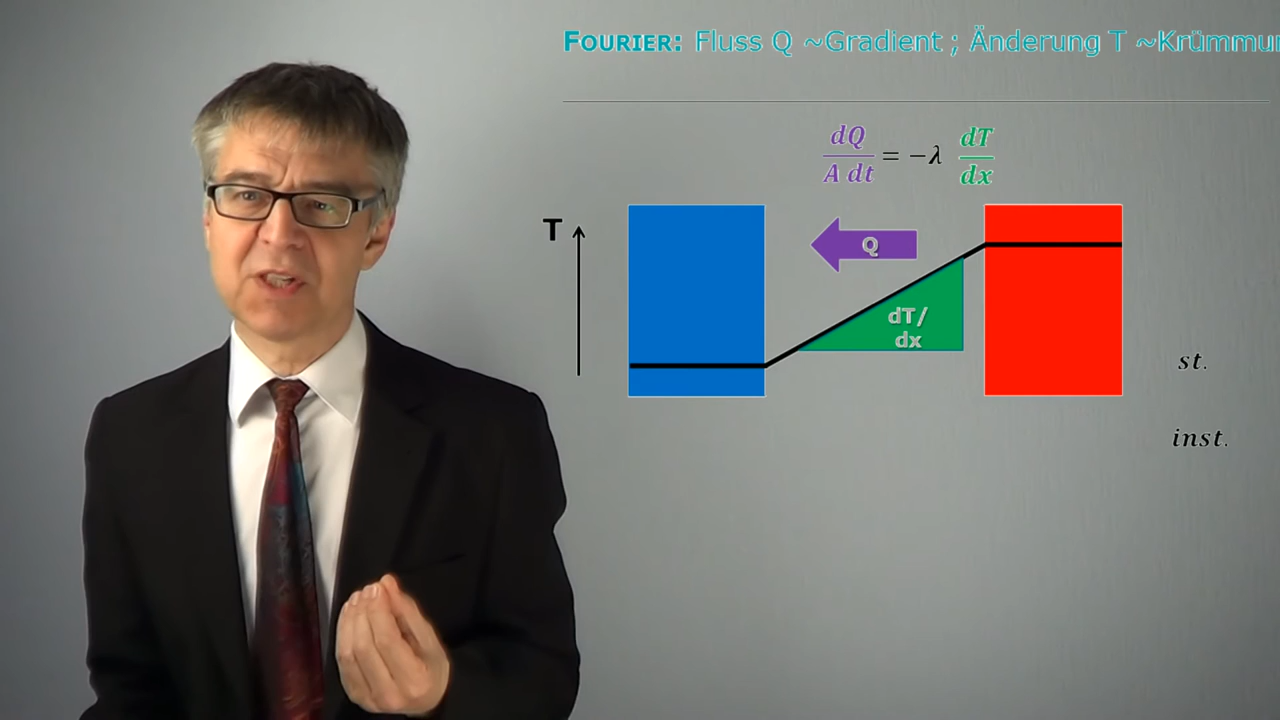 FOURIER: Fluss Q ~Gradient ; Änderung T ~Krümmun
dQ
A dt
= −λ
dT
dx
T
Q
dT/
dx
st.
inst.